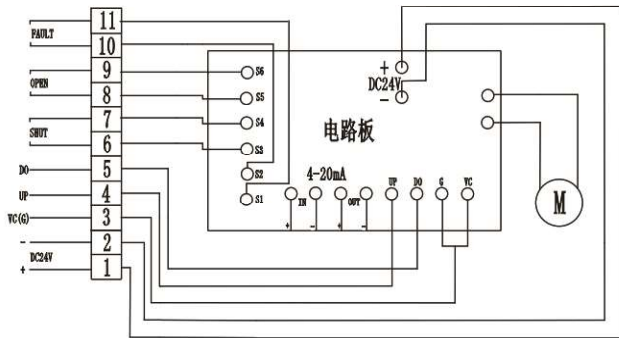 FAULT
11
10
OPEN
9
8
SHUT
7
6
DO
5
UP
4
VC(G)
3
-
2
DC24V
+
1
S6
S5
S4
S3
S2
S1
+
DC24V
-
电路板
4-20mA
UP
DO
G
VC
IN
OUT
+
-
+
-
M